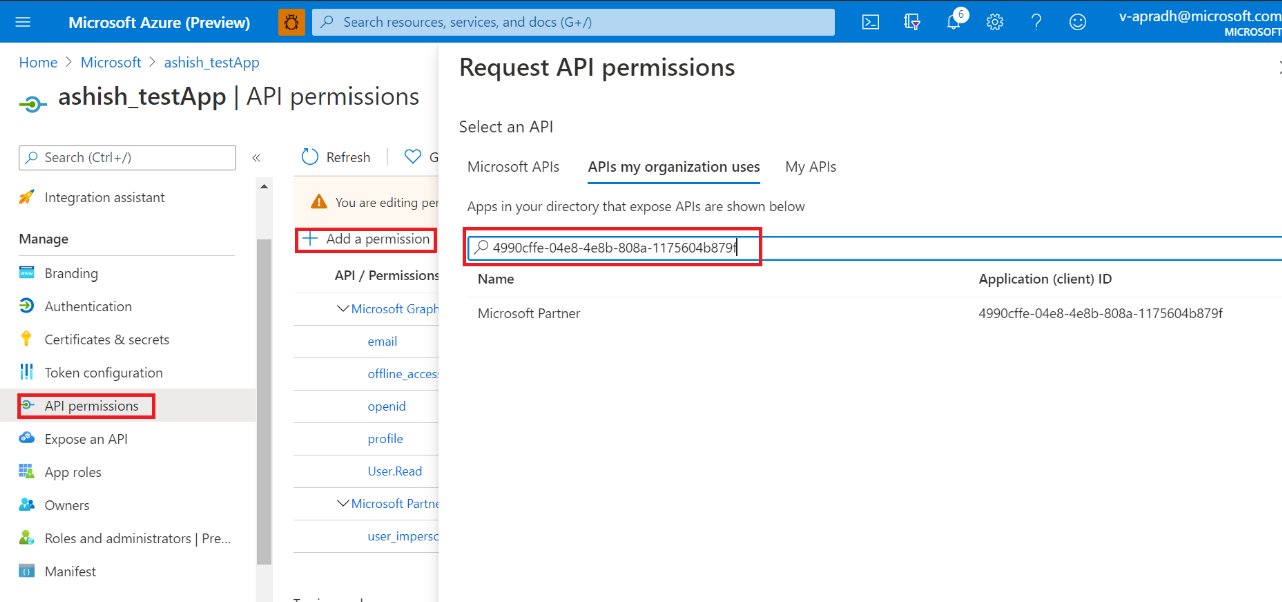 Microsoft Azure (Preview)
Search resources, services, and docs (G+/)
6
v-apradh@microsoft.com
MICROSOFT
Home > Microsoft > ashish_testApp
ashish_testApp | API permissions
Search (Ctrl+/)
«
Integration assistant
Manage
Branding
Authentication
Certificates & secrets
Token configuration
API permissions
Expose an API
App roles
Owners
Roles and administrators | Pre...
Manifest
Refresh
G
You are editing per
Add a permission
API / Permissions
Microsoft Graph
email
offline_acces
openid
profile
User.Read
Microsoft Partne
user_imperso
Request API permissions
Select an API
Microsoft APIs
APIs my organization uses
My APIs
Apps in your directory that expose APIs are shown below
4990cffe-04e8-4e8b-808a-1175604b879f
Name
Application (client) ID
Microsoft Partner
4990cffe-04e8-4e8b-808a-1175604b879f